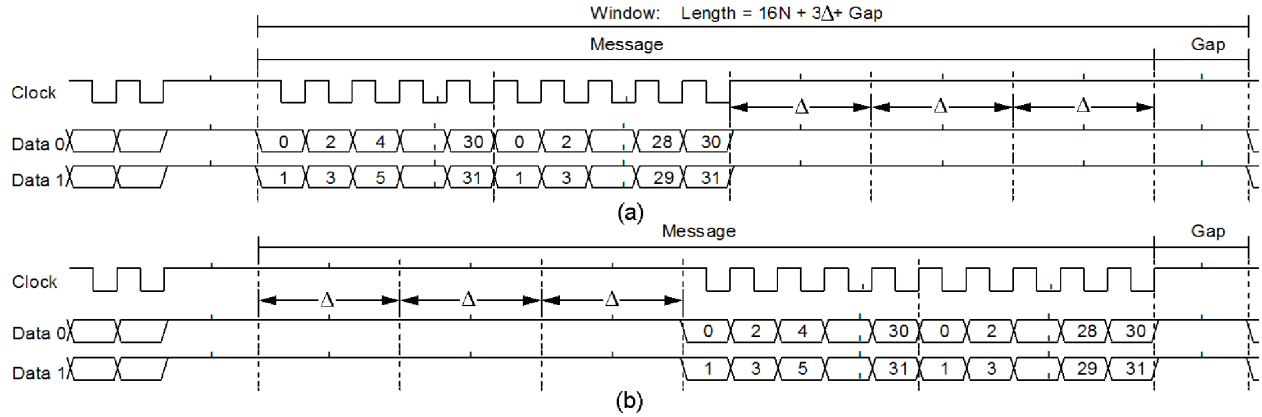 Window: Length = 16N + 3Δ+ Gap
Message Gap
Clock
Δ Δ Δ
Data 0 0 2 4 30 0 2 28 30
Data 1 1 3 5 31 1 3 29 31
(a)
Message Gap
Clock
Δ Δ Δ
Data 0 0 2 4 30 0 2 28 30
Data 1 1 3 5 31 1 3 29 31
(b)